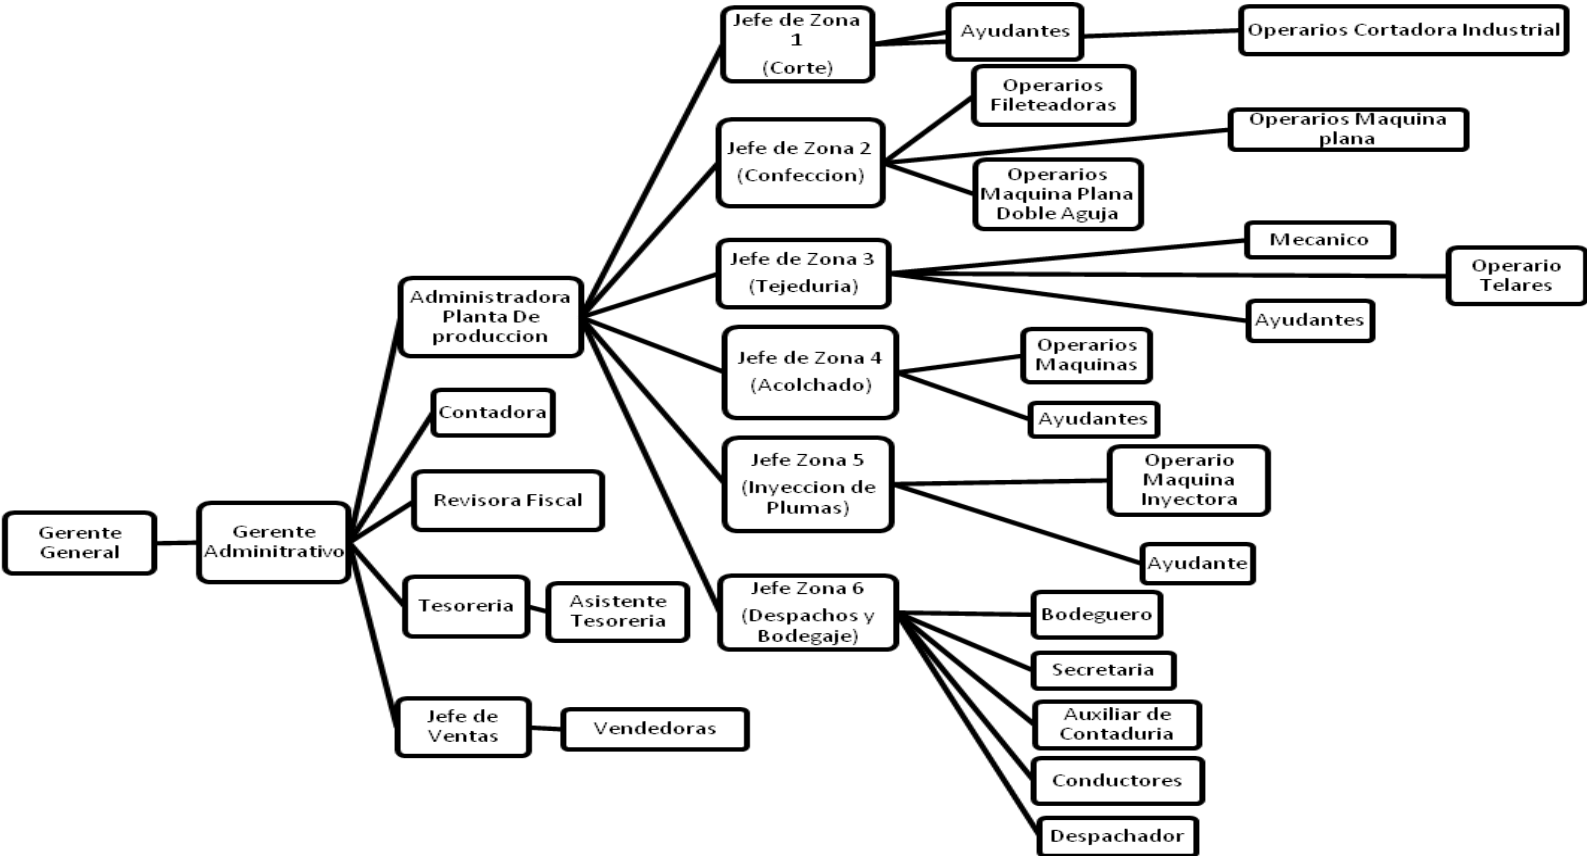 Gerente
General
Gerente
Adminitrativo
Administradora
Planta De
produccion
Contadora
Revisora Fiscal
Tesoreria
Asistente
Tesoreria
Jefe de
Ventas
Vendedoras
Jefe de Zona
1
(Corte)
Ayudantes
Operarios Cortadora Industrial
Jefe de Zona 2
(Confeccion)
Operarios
Fileteadoras
Operarios Maquina
plana
Operarios
Maquina Plana
Doble Aguja
Jefe de Zona 3
(Tejeduria)
Mecanico
Operario
Telares
Ayudantes
Jefe de Zona 4
(Acolchado)
Operarios
Maquinas
Ayudantes
Jefe Zona 5
(Inyeccion de
Plumas)
Operario
Maquina
Inyectora
Ayudante
Jefe Zona 6
(Despachos y
Bodegaje)
Bodeguero
Secretaria
Auxiliar de
Contaduria
Conductores
Despachador